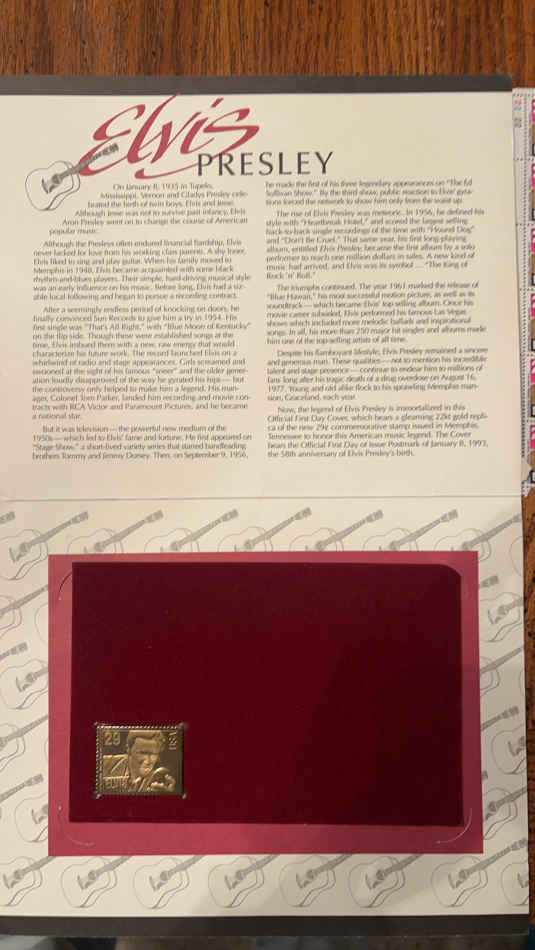 Elvis
PRESLEY
On January 8, 1935 in Tupelo,
Mississippi, Vernon and Gladys Presley cele-
brated the birth of twin boys, Elvis and Jesse.
Although Jesse was not to survive past infancy, Elvis
Aron Presley went on to change the course of American
popular music.
Although the Presleys often endured financial hardship, Elvis
never lacked for love from his working class parents. A shy loner,
Elvis liked to sing and play guitar. When his family moved to
Memphis in 1948, Elvis became acquainted with some black
rhythm-and-blues players. Their simple, hard-driving musical style
was an early influence on his music. Before long, Elvis had a siz-
able local following and began to pursue a recording contract.
After a seemingly endless period of knocking on doors, he
finally convinced Sun Records to give him a try in 1954. His
first single was "That's All Right," with "Blue Moon of Kentucky"
on the flip side. Though these were established songs at the
time, Elvis imbued them with a new, raw energy that would
characterize his future work. The record launched Elvis on a
whirlwind of radio and stage appearances. Girls screamed and
swooned at the sight of his famous "sneer" and the older gener-
ation loudly disapproved of the way he gyrated his hips — but
the controversy only helped to make him a legend. His man-
ager, Colonel Tom Parker, landed him recording and movie con-
tracts with RCA Victor and Paramount Pictures, and he became
a national star.
But it was television — the powerful new medium of the
1950s — which led to Elvis' fame and fortune. He first appeared on
"Stage Show," a short-lived variety series that starred bandleading
brothers Tommy and Jimmy Dorsey. Then, on September 9, 1956,
he made the first of his three legendary appearances on "The Ed
Sullivan Show." By the third show, public reaction to Elvis' gyra-
tions forced the network to show him only from the waist up.
The rise of Elvis Presley was meteoric. In 1956, he defined his
style with "Heartbreak Hotel," and scored the largest selling
back-to-back single recordings of the time with "Hound Dog"
and "Don't Be Cruel." That same year, his first long-playing
album, entitled Elvis Presley, became the first album by a solo
performer to reach one million dollars in sales. A new kind of
music had arrived, and Elvis was its symbol ... "The King of
Rock 'n' Roll."
The triumphs continued. The year 1961 marked the release of
"Blue Hawaii," his most successful motion picture, as well as its
soundtrack — which became Elvis' top-selling album. Once his
movie career subsided, Elvis performed his famous Las Vegas
shows which included more melodic ballads and inspirational
songs. In all, his more than 250 major hit singles and albums made
him one of the top-selling artists of all time.
Despite his flamboyant lifestyle, Elvis Presley remained a sincere
and generous man. These qualities — not to mention his incredible
talent and stage presence — continue to endear him to millions of
fans long after his tragic death of a drug overdose on August 16,
1977. Young and old alike flock to his sprawling Memphis man-
sion, Graceland, each year.
Now, the legend of Elvis Presley is immortalized in this
Official First Day Cover, which bears a gleaming 22kt gold repli-
ca of the new 29¢ commemorative stamp issued in Memphis,
Tennessee to honor this American music legend. The Cover
bears the Official First Day of Issue Postmark of January 8, 1993,
the 58th anniversary of Elvis Presley's birth.
29
USA
ELVIS